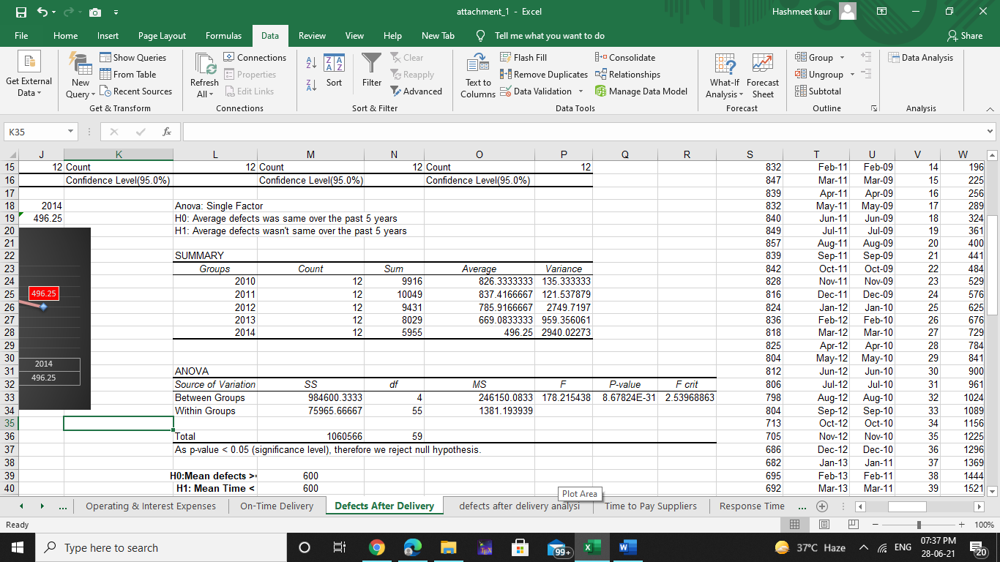 attachment_1 - Excel
Hashmeet kaur
File Home Insert Page Layout Formulas Data Review View Help New Tab Tell me what you want to do Share
Get External Data
New Query
Show Queries
From Table
Recent Sources
Get & Transform
Refresh All
Connections
Properties
Edit Links
Connections
Sort
Filter
Clear
Reapply
Advanced
Sort & Filter
Text to Columns
Flash Fill
Remove Duplicates
Data Validation
Consolidate
Relationships
Manage Data Model
Data Tools
What-If Analysis
Forecast Sheet
Forecast
Group
Ungroup
Subtotal
Outline
Data Analysis
Analysis
K35 fx
J K L M N O P Q R S T U V W
15 12 Count 12 Count 12 Count 12 832 Feb-11 Feb-09 14 196
16 Confidence Level(95.0%) Confidence Level(95.0%) Confidence Level(95.0%) 847 Mar-11 Mar-09 15 225
17 839 Apr-11 Apr-09 16 256
18 2014 Anova: Single Factor 832 May-11 May-09 17 289
19 496.25 H0: Average defects was same over the past 5 years 840 Jun-11 Jun-09 18 324
20 H1: Average defects wasn't same over the past 5 years 849 Jul-11 Jul-09 19 361
21 857 Aug-11 Aug-09 20 400
22 SUMMARY 839 Sep-11 Sep-09 21 441
23 Groups Count Sum Average Variance 842 Oct-11 Oct-09 22 484
24 2010 12 9916 826.3333333 135.333333 828 Nov-11 Nov-09 23 529
25 496.25 2011 12 10049 837.4166667 121.537879 816 Dec-11 Dec-09 24 576
26 2012 12 9431 785.9166667 2749.7197 824 Jan-12 Jan-10 25 625
27 2013 12 8029 669.0833333 959.356061 836 Feb-12 Feb-10 26 676
28 2014 12 5955 496.25 2940.02273 818 Mar-12 Mar-10 27 729
29 825 Apr-12 Apr-10 28 784
30 2014 804 May-12 May-10 29 841
31 496.25 ANOVA 812 Jun-12 Jun-10 30 900
32 Source of Variation SS df MS F P-value F crit 806 Jul-12 Jul-10 31 961
33 Between Groups 984600.3333 4 246150.0833 178.215438 8.67824E-31 2.53968863 798 Aug-12 Aug-10 32 1024
34 Within Groups 75965.66667 55 1381.193939 804 Sep-12 Sep-10 33 1089
35 713 Oct-12 Oct-10 34 1156
36 Total 1060566 59 705 Nov-12 Nov-10 35 1225
37 As p-value < 0.05 (significance level), therefore we reject null hypothesis. 686 Dec-12 Dec-10 36 1296
38 682 Jan-13 Jan-11 37 1369
39 H0:Mean defects >= 600 695 Feb-13 Feb-11 38 1444
40 H1: Mean Time < 600 692 Mar-13 Mar-11 39 1521
Plot Area
... Operating & Interest Expenses On-Time Delivery Defects After Delivery defects after delivery analysi Time to Pay Suppliers Response Time ...
Ready 100%
Type here to search 99+ 37°C Haze ENG 07:37 PM 28-06-21 20